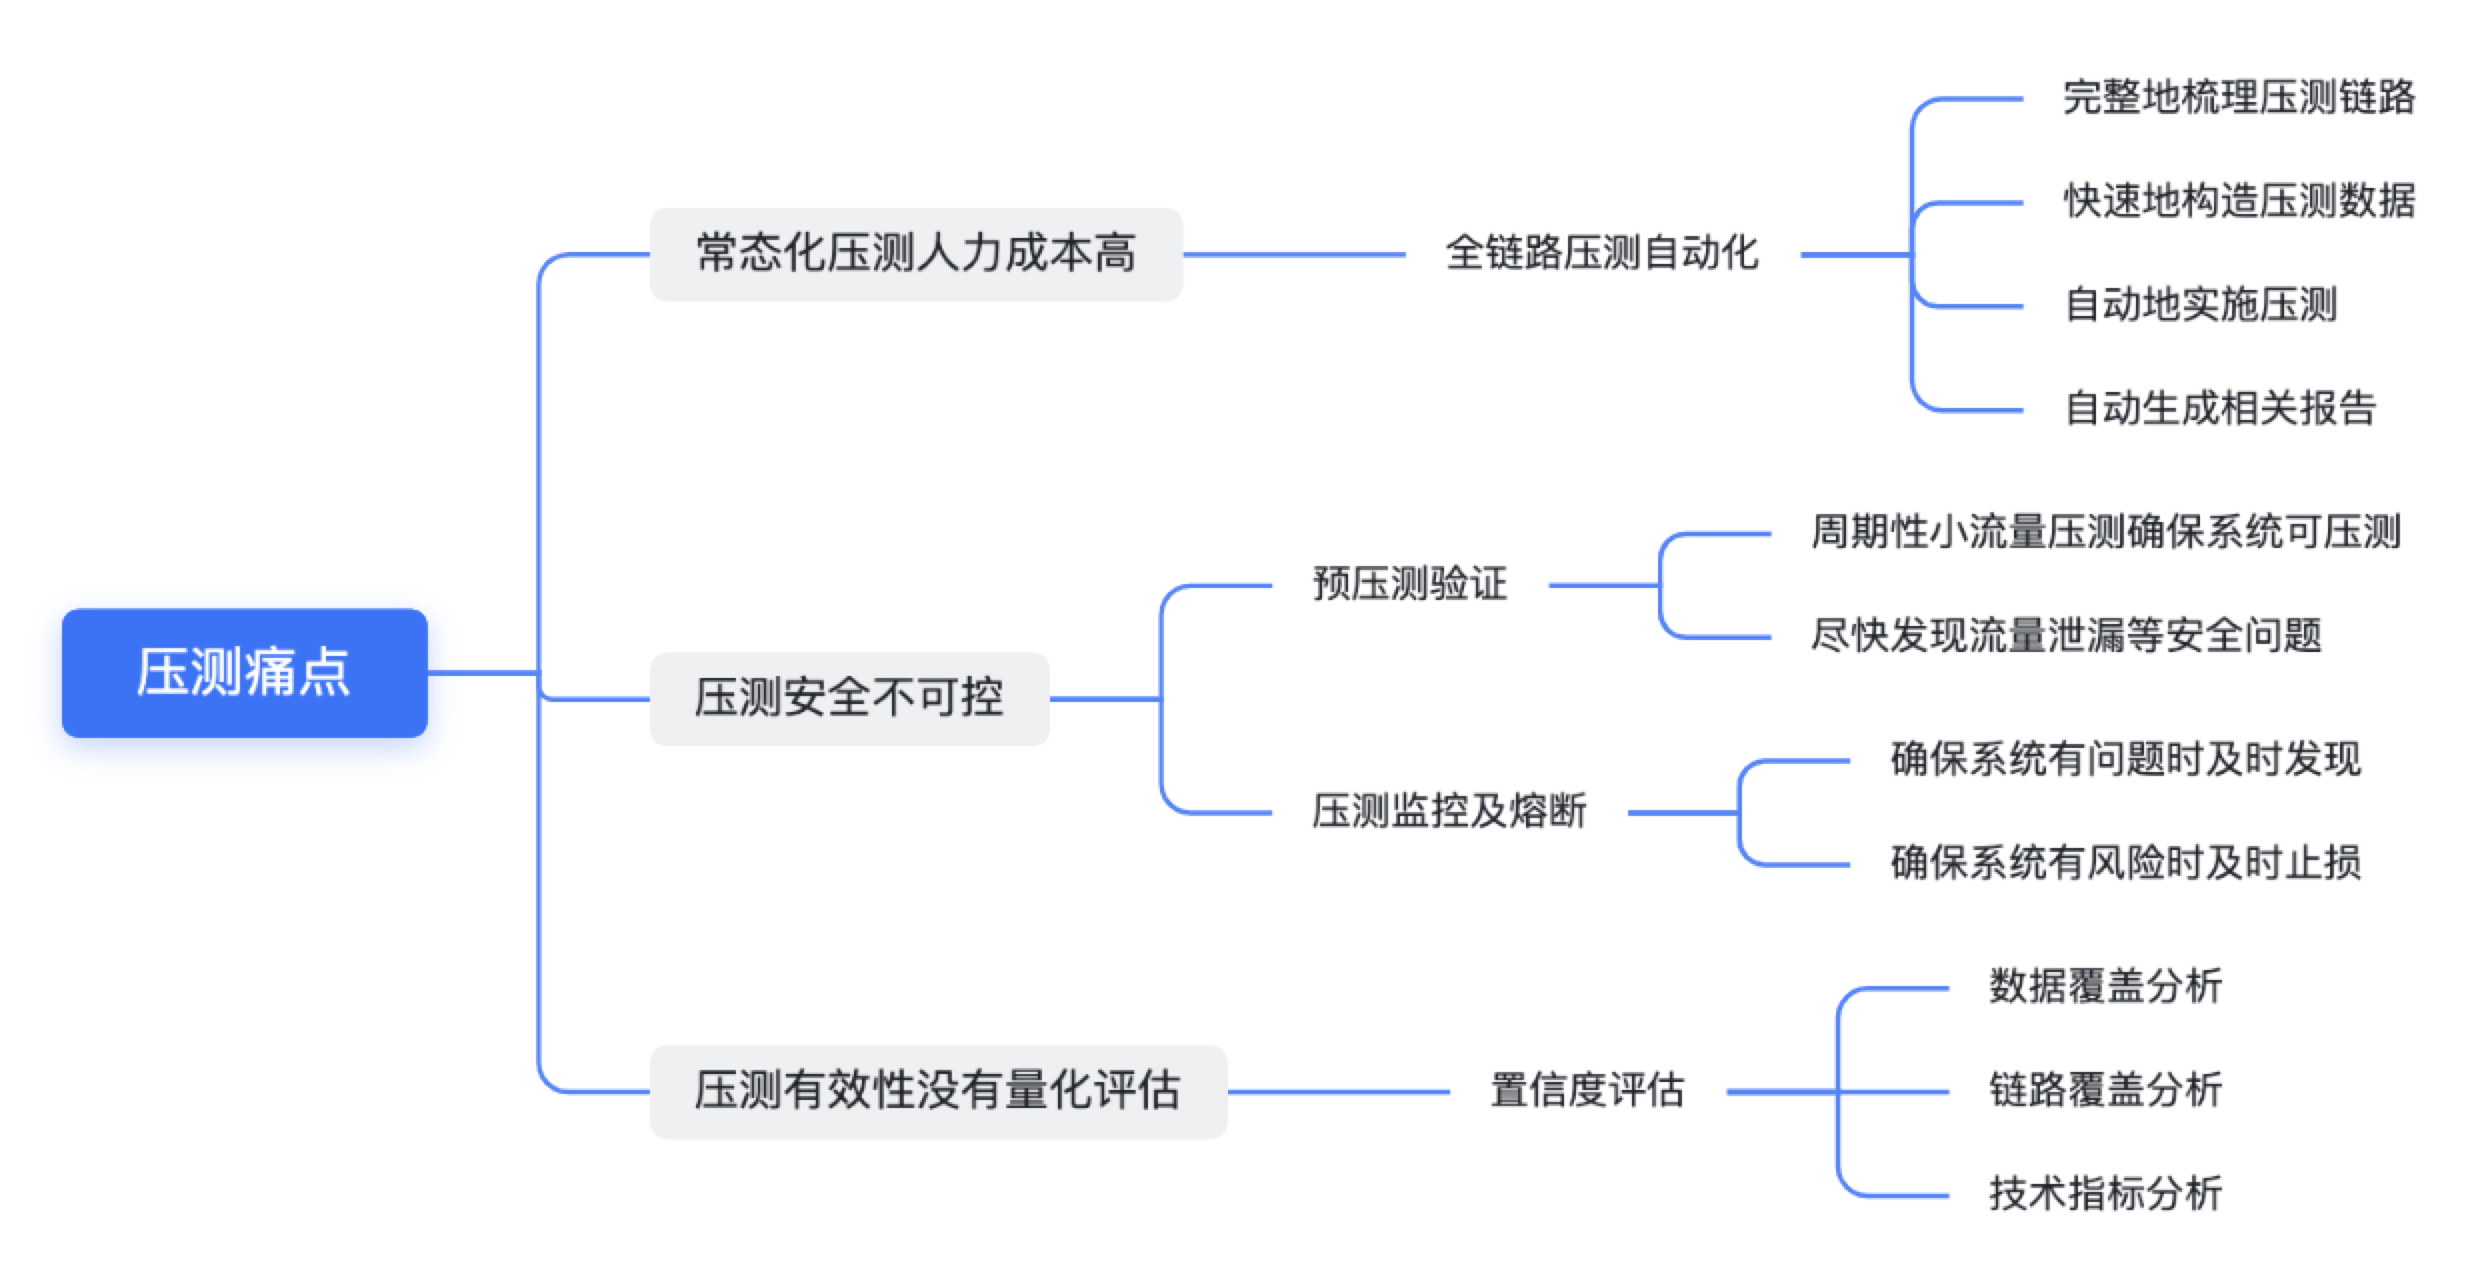 压测痛点
常态化压测人力成本高
全链路压测自动化
完整地梳理压测链路
快速地构造压测数据
自动地实施压测
自动生成相关报告
压测安全不可控
预压测验证
周期性小流量压测确保系统可压测
尽快发现流量泄漏等安全问题
压测监控及熔断
确保系统有问题时及时发现
确保系统有风险时及时止损
压测有效性没有量化评估
置信度评估
数据覆盖分析
链路覆盖分析
技术指标分析